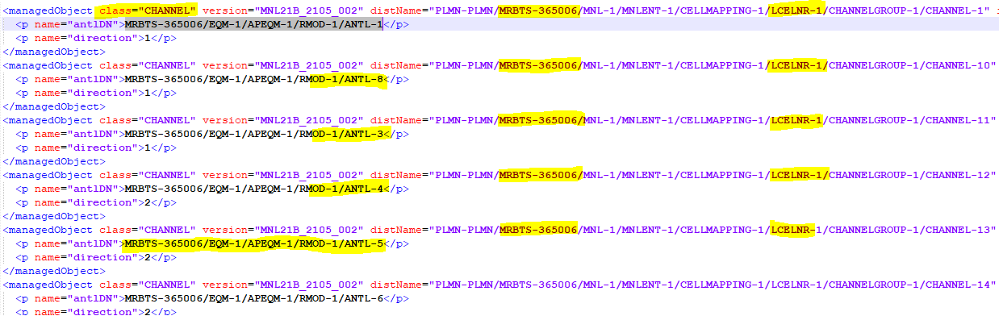 <managedObject class="CHANNEL" version="MNL21B_2105_002" distName="PLMN-PLMN/MRBTS-365006/MNL-1/MNLENT-1/CELLMAPPING-1/LCELNR-1/CHANNELGROUP-1/CHANNEL-1"
<p name="antlDN">MRBTS-365006/EQM-1/APEQM-1/RMOD-1/ANTL-1</p>
<p name="direction">1</p>
</managedObject>
<managedObject class="CHANNEL" version="MNL21B_2105_002" distName="PLMN-PLMN/MRBTS-365006/MNL-1/MNLENT-1/CELLMAPPING-1/LCELNR-1/CHANNELGROUP-1/CHANNEL-10"
<p name="antlDN">MRBTS-365006/EQM-1/APEQM-1/RMOD-1/ANTL-8</p>
<p name="direction">1</p>
</managedObject>
<managedObject class="CHANNEL" version="MNL21B_2105_002" distName="PLMN-PLMN/MRBTS-365006/MNL-1/MNLENT-1/CELLMAPPING-1/LCELNR-1/CHANNELGROUP-1/CHANNEL-11"
<p name="antlDN">MRBTS-365006/EQM-1/APEQM-1/RMOD-1/ANTL-3</p>
<p name="direction">1</p>
</managedObject>
<managedObject class="CHANNEL" version="MNL21B_2105_002" distName="PLMN-PLMN/MRBTS-365006/MNL-1/MNLENT-1/CELLMAPPING-1/LCELNR-1/CHANNELGROUP-1/CHANNEL-12"
<p name="antlDN">MRBTS-365006/EQM-1/APEQM-1/RMOD-1/ANTL-4</p>
<p name="direction">2</p>
</managedObject>
<managedObject class="CHANNEL" version="MNL21B_2105_002" distName="PLMN-PLMN/MRBTS-365006/MNL-1/MNLENT-1/CELLMAPPING-1/LCELNR-1/CHANNELGROUP-1/CHANNEL-13"
<p name="antlDN">MRBTS-365006/EQM-1/APEQM-1/RMOD-1/ANTL-5</p>
<p name="direction">2</p>
</managedObject>
<managedObject class="CHANNEL" version="MNL21B_2105_002" distName="PLMN-PLMN/MRBTS-365006/MNL-1/MNLENT-1/CELLMAPPING-1/LCELNR-1/CHANNELGROUP-1/CHANNEL-14"
<p name="antlDN">MRBTS-365006/EQM-1/APEQM-1/RMOD-1/ANTL-6</p>
<p name="direction">2</p>